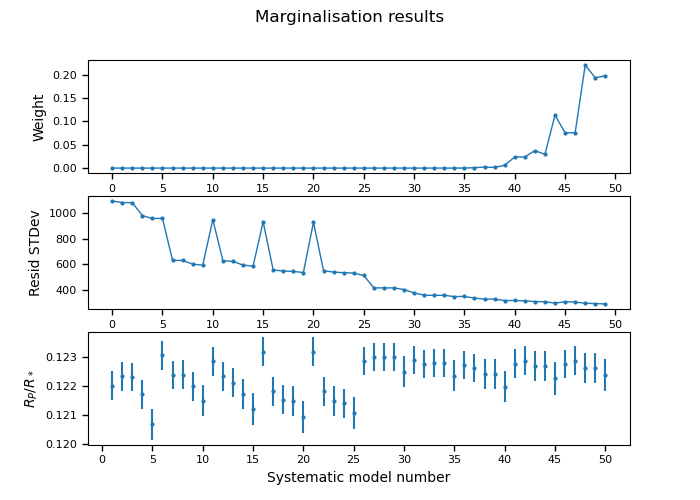 Marginalisation results
Weight
0.20
0.15
0.10
0.05
0.00
0 5 10 15 20 25 30 35 40 45 50
Resid STDev
1000
800
600
400
0 5 10 15 20 25 30 35 40 45 50
R_P/R_*
0.123
0.122
0.121
0.120
0 5 10 15 20 25 30 35 40 45 50
Systematic model number